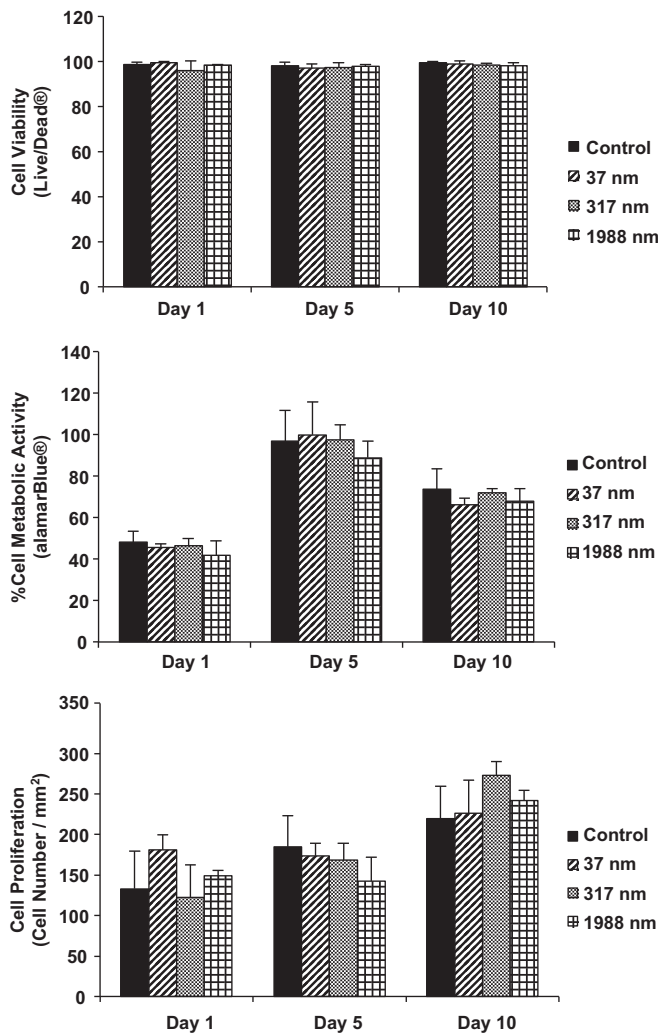 120
100
80
60
40
20
0
Cell Viability
(Live/Dead®)
Day 1 Day 5 Day 10
Control
37 nm
317 nm
1988 nm
140
120
100
80
60
40
20
0
%Cell Metabolic Activity
(alamarBlue®)
Day 1 Day 5 Day 10
Control
37 nm
317 nm
1988 nm
350
300
250
200
150
100
50
0
Cell Proliferation
(Cell Number / mm²)
Day 1 Day 5 Day 10
Control
37 nm
317 nm
1988 nm